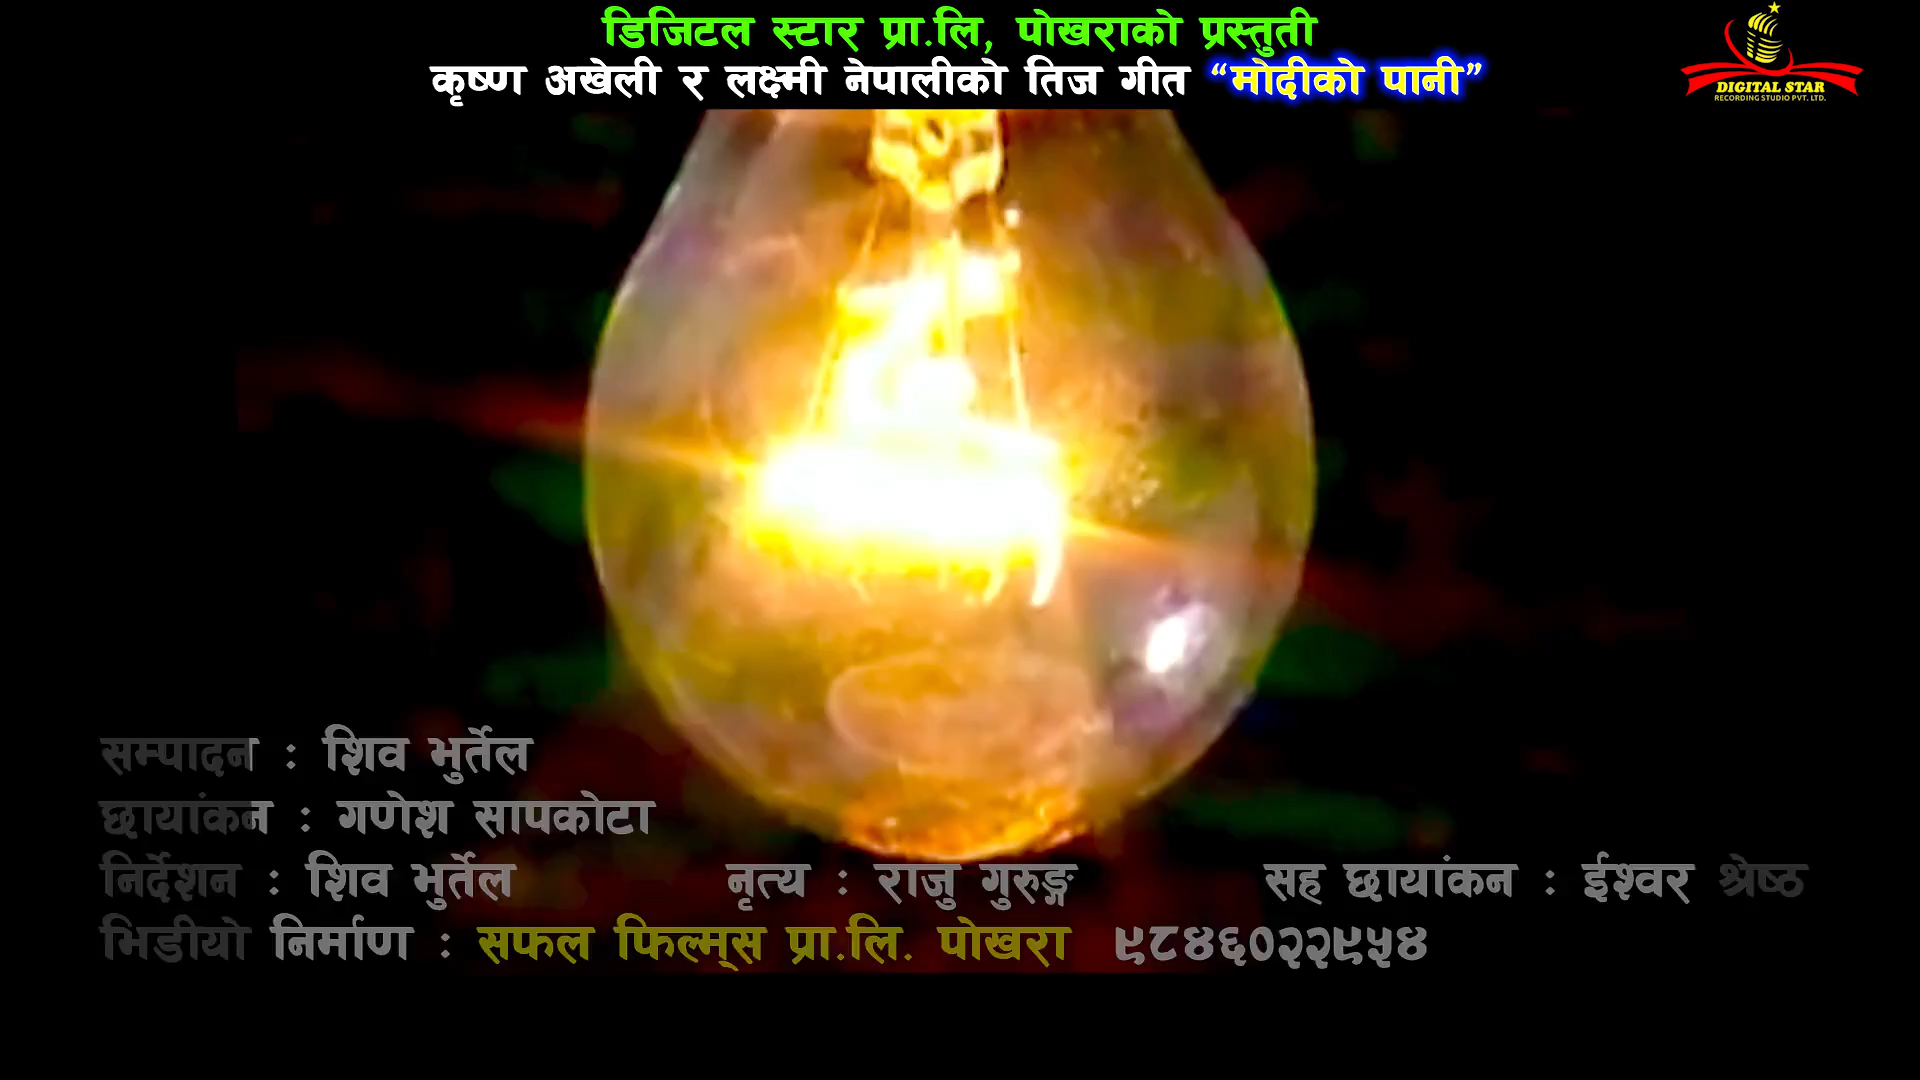 डिजिटल स्टार प्रा.लि, पोखराको प्रस्तुती
कृष्ण अखेली र लक्ष्मी नेपालीको तिज गीत “मोदीको पानी”
DIGITAL STAR
RECORDING STUDIO PVT. LTD.
सम्पादन : शिव भुर्तेल
छायांकन : गणेश सापकोटा
निर्देशन : शिव भुर्तेल नृत्य : राजु गुरुङ्ग सह छायांकन : ईश्वर श्रेष्ठ
भिडीयो निर्माण : सफल फिल्म्स प्रा.लि. पोखरा ९८४६०२२९५४